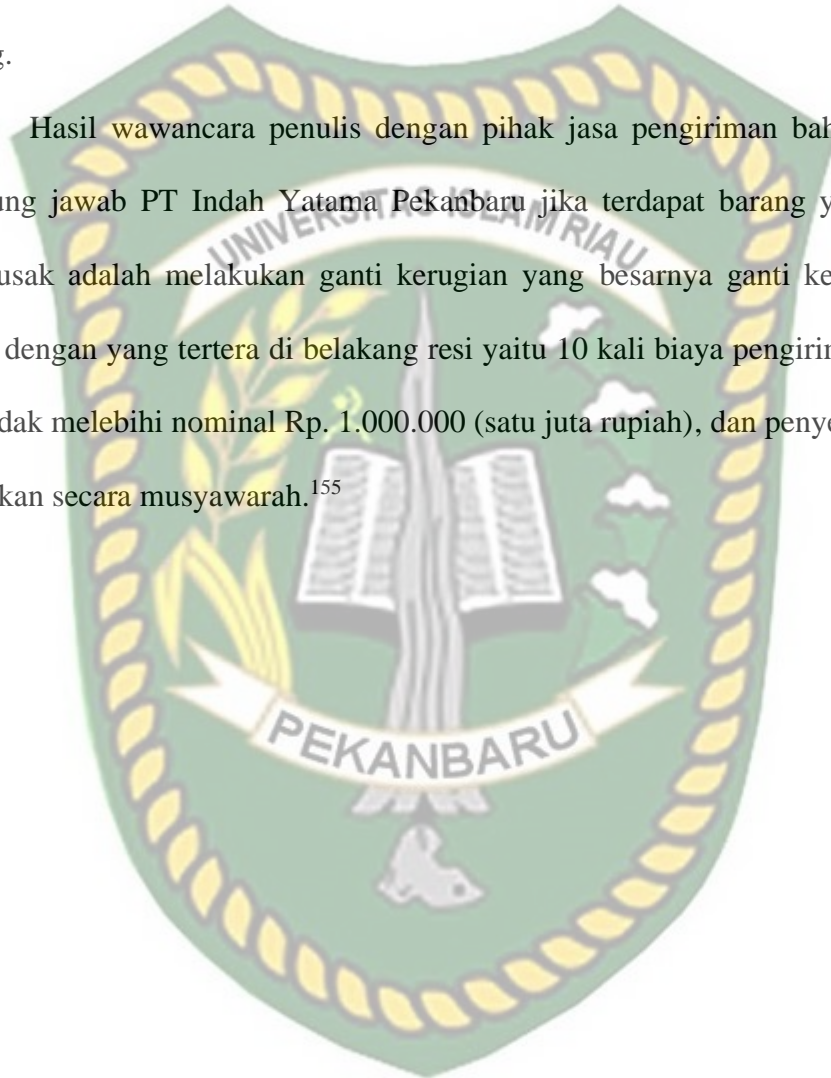 g.
Hasil wawancara penulis dengan pihak jasa pengiriman bah
ung jawab PT Indah Yatama Pekanbaru jika terdapat barang y
usak adalah melakukan ganti kerugian yang besarnya ganti ke
dengan yang tertera di belakang resi yaitu 10 kali biaya pengirim
dak melebihi nominal Rp. 1.000.000 (satu juta rupiah), dan penye
kan secara musyawarah.155
UNIVERSITAS ISLAM RIAU
PEKANBARU